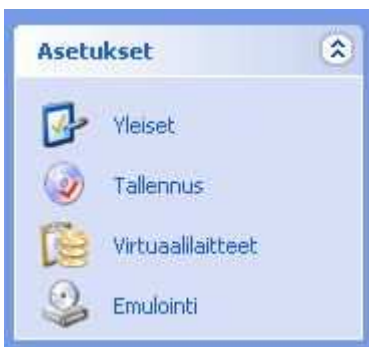 Asetukset
Yleiset
Tallennus
Virtuaalilaitteet
Emulointi